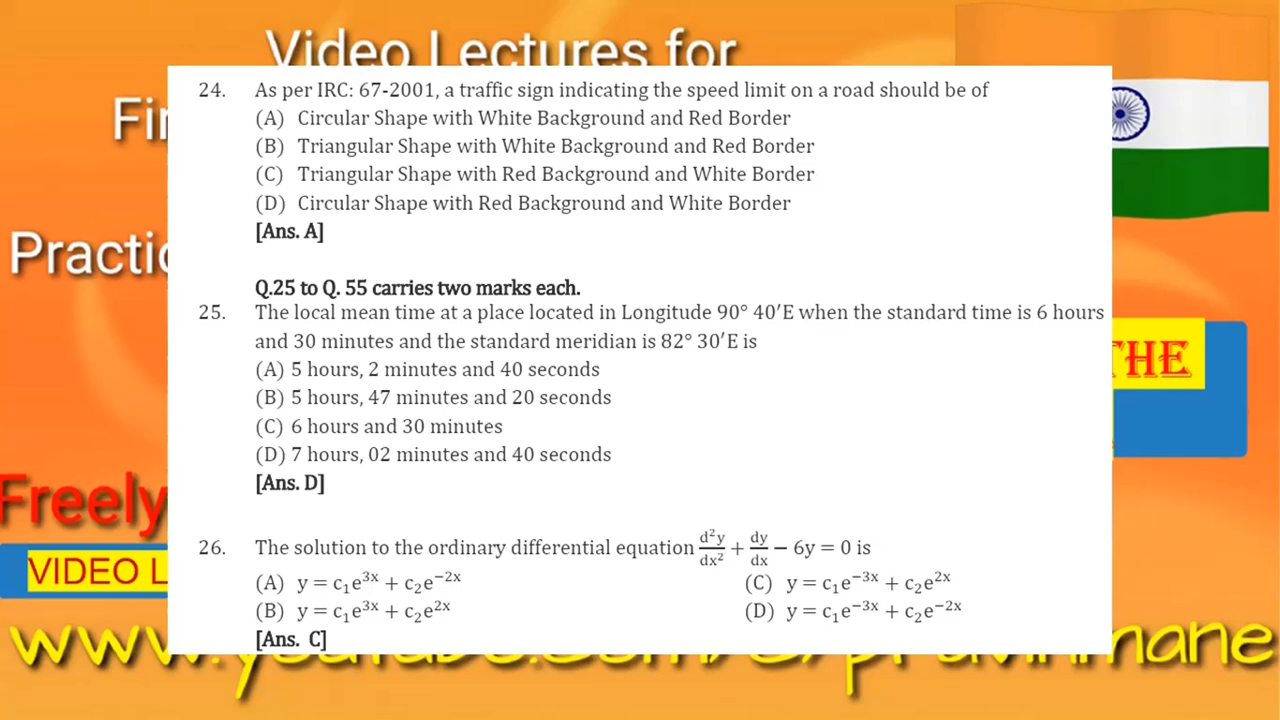 Video Lectures for
Fin
Practic
Freely
VIDEO L
THE
24. As per IRC: 67-2001, a traffic sign indicating the speed limit on a road should be of
(A) Circular Shape with White Background and Red Border
(B) Triangular Shape with White Background and Red Border
(C) Triangular Shape with Red Background and White Border
(D) Circular Shape with Red Background and White Border
[Ans. A]
Q.25 to Q. 55 carries two marks each.
25. The local mean time at a place located in Longitude 90° 40′E when the standard time is 6 hours
and 30 minutes and the standard meridian is 82° 30′E is
(A) 5 hours, 2 minutes and 40 seconds
(B) 5 hours, 47 minutes and 20 seconds
(C) 6 hours and 30 minutes
(D) 7 hours, 02 minutes and 40 seconds
[Ans. D]
26. The solution to the ordinary differential equation d²y/dx² + dy/dx − 6y = 0 is
(A) y = c₁e³ˣ + c₂e⁻²ˣ (C) y = c₁e⁻³ˣ + c₂e²ˣ
(B) y = c₁e³ˣ + c₂e²ˣ (D) y = c₁e⁻³ˣ + c₂e⁻²ˣ
[Ans. C]